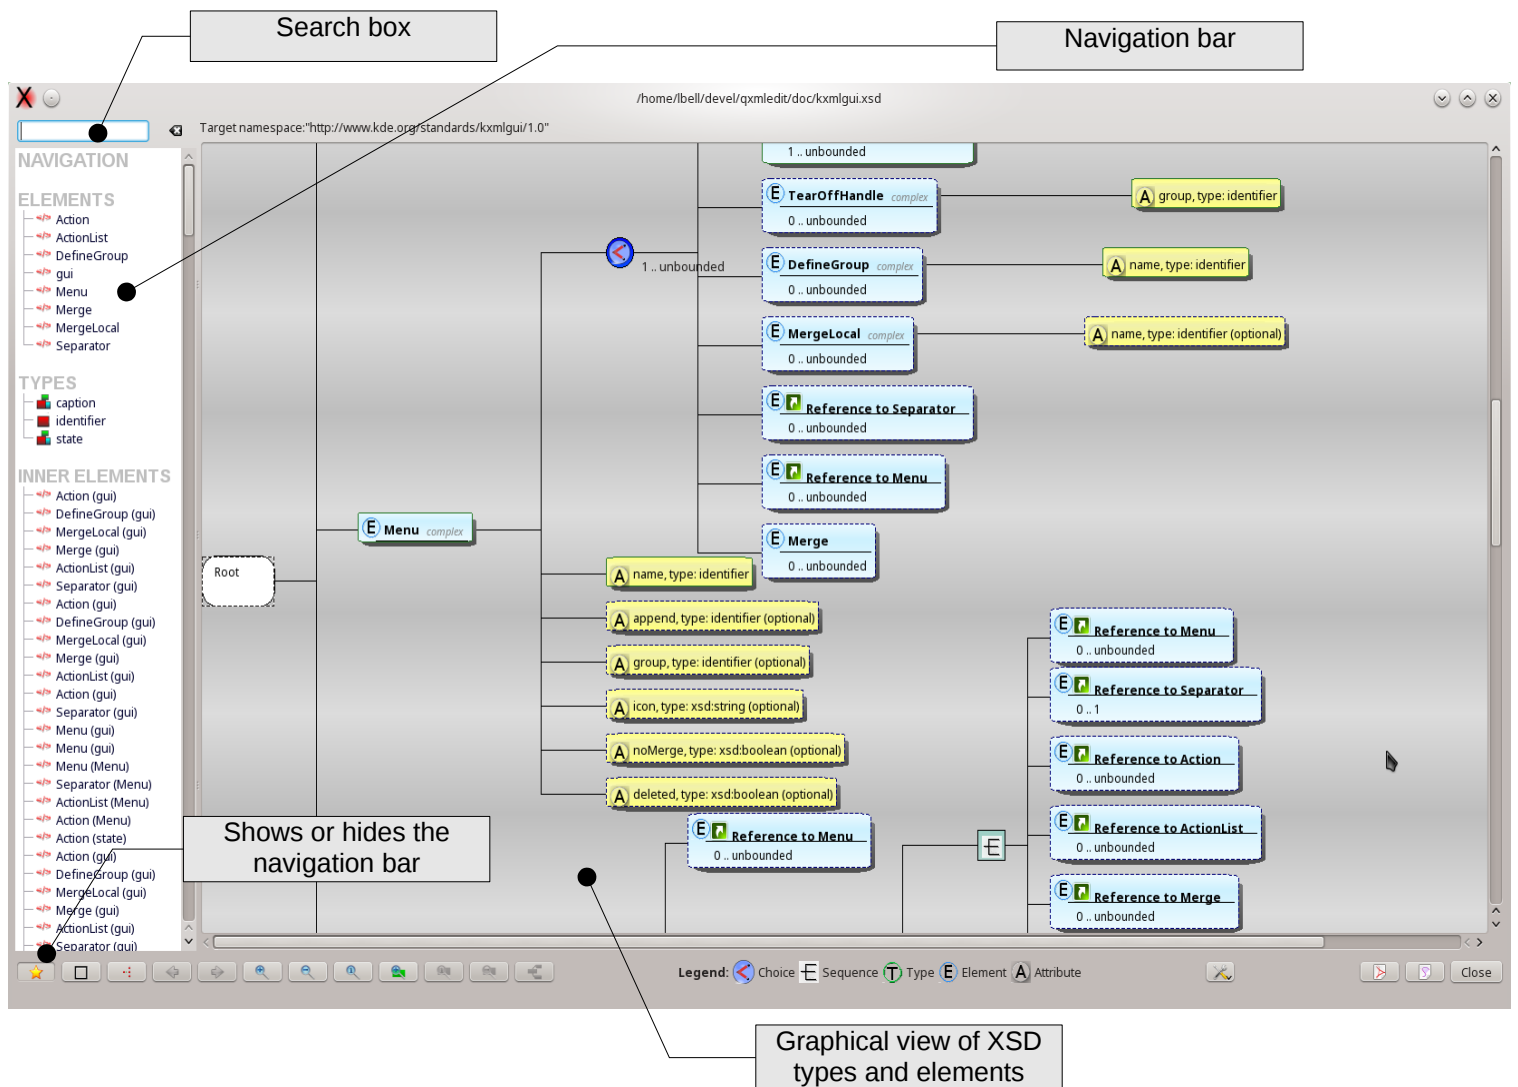 Search box
Navigation bar
/home/lbell/devel/qxmledit/doc/kxmlgui.xsd
Target namespace:"http://www.kde.org/standards/kxmlgui/1.0"
NAVIGATION
ELEMENTS
Action
ActionList
DefineGroup
gui
Menu
Merge
MergeLocal
Separator
TYPES
caption
identifier
state
INNER ELEMENTS
Action (gui)
DefineGroup (gui)
MergeLocal (gui)
Merge (gui)
ActionList (gui)
Separator (gui)
Action (gui)
DefineGroup (gui)
MergeLocal (gui)
Merge (gui)
ActionList (gui)
Action (gui)
Separator (gui)
Menu (gui)
Menu (gui)
Menu (Menu)
Separator (Menu)
ActionList (Menu)
Action (Menu)
Action (state)
Action (gui)
DefineGroup (gui)
MergeLocal (gui)
Merge (gui)
ActionList (gui)
Separator (gui)
Root
E Menu complex
1 .. unbounded
1 .. unbounded
E TearOffHandle complex
0 .. unbounded
A group, type: identifier
E DefineGroup complex
0 .. unbounded
A name, type: identifier
E MergeLocal complex
0 .. unbounded
A name, type: identifier (optional)
E Reference to Separator
0 .. unbounded
E Reference to Menu
0 .. unbounded
E Merge
0 .. unbounded
A name, type: identifier
A append, type: identifier (optional)
A group, type: identifier (optional)
A icon, type: xsd:string (optional)
A noMerge, type: xsd:boolean (optional)
A deleted, type: xsd:boolean (optional)
E Reference to Menu
0 .. unbounded
E Reference to Menu
0 .. unbounded
E Reference to Separator
0 .. 1
E Reference to Action
0 .. unbounded
E Reference to ActionList
0 .. unbounded
E Reference to Merge
0 .. unbounded
Shows or hides the
navigation bar
Legend: Choice Sequence T Type E Element A Attribute
Close
Graphical view of XSD
types and elements